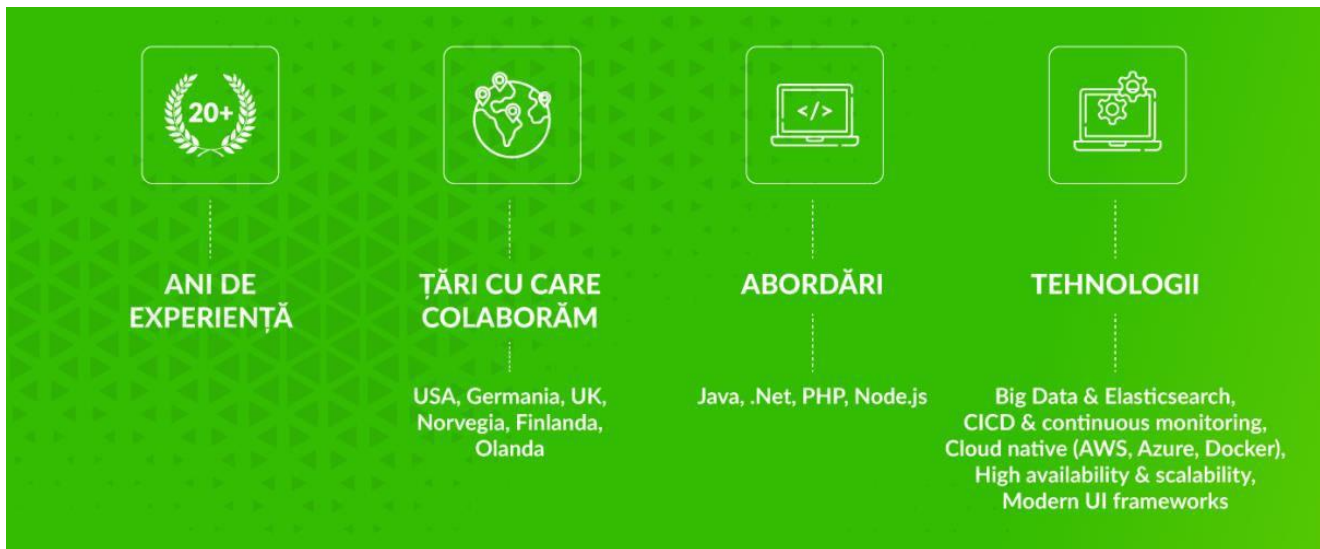 20+
</>
ANI DE
EXPERIENȚĂ
ȚĂRI CU CARE
COLABORĂM
USA, Germania, UK,
Norvegia, Finlanda,
Olanda
ABORDĂRI
Java, .Net, PHP, Node.js
TEHNOLOGII
Big Data & Elasticsearch,
CICD & continuous monitoring,
Cloud native (AWS, Azure, Docker),
High availability & scalability,
Modern UI frameworks